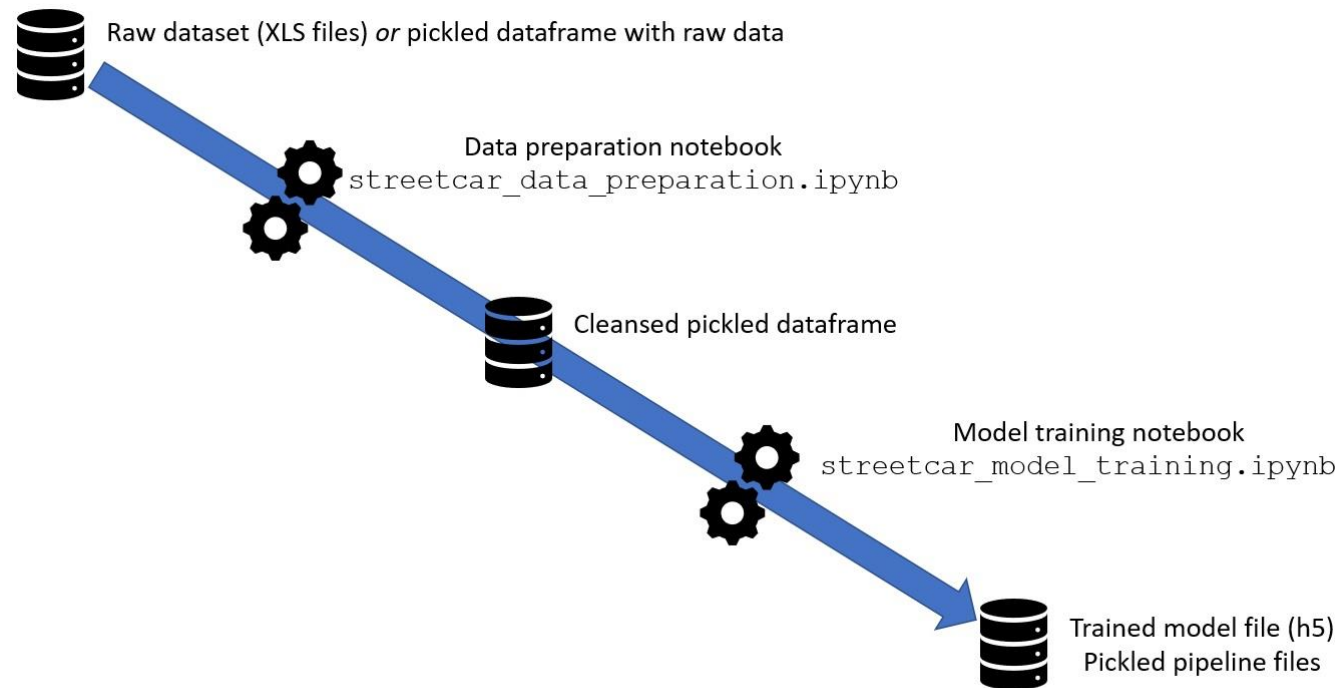 Raw dataset (XLS files) or pickled dataframe with raw data
Data preparation notebook
streetcar_data_preparation.ipynb
Cleansed pickled dataframe
Model training notebook
streetcar_model_training.ipynb
Trained model file (h5)
Pickled pipeline files